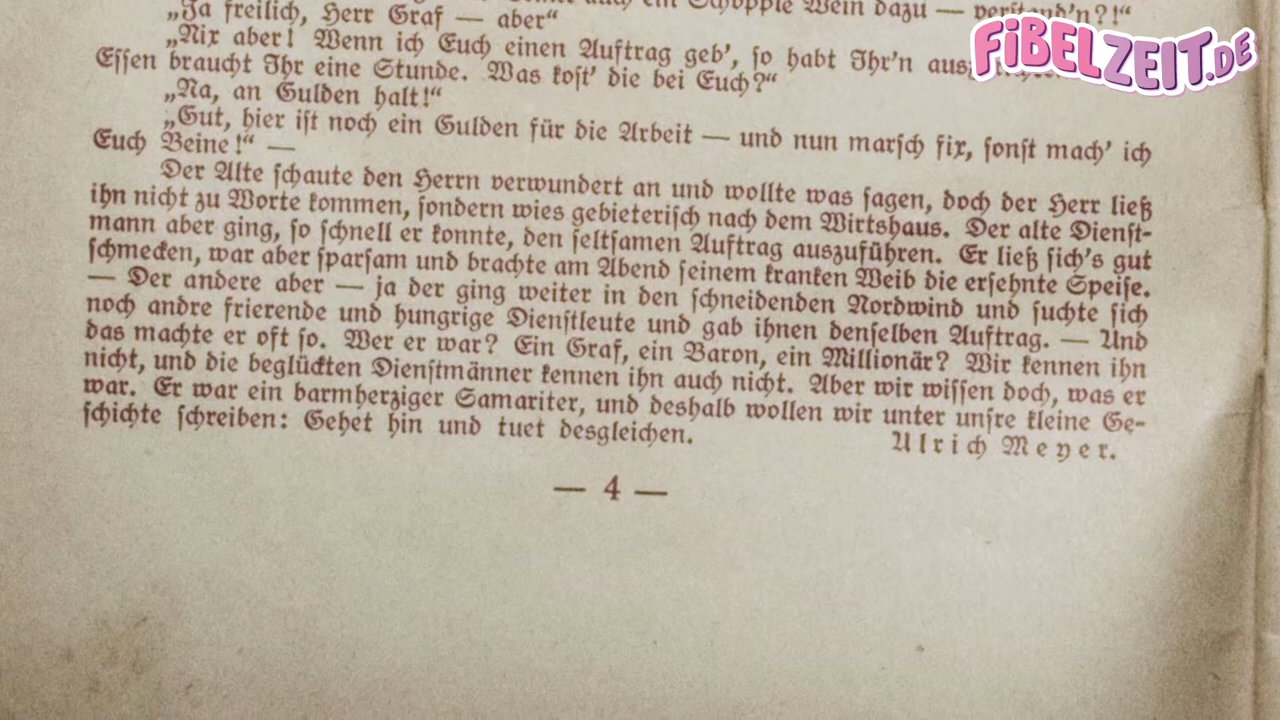 auch ein Schöpple Wein dazu — verstand'n?!“
„Ja freilich, Herr Graf — aber“
„Nix aber! Wenn ich Euch einen Auftrag geb', so habt Ihr'n
Essen braucht Ihr eine Stunde. Was kost' die bei Euch?“
„Na, an Gulden halt!“
„Gut, hier ist noch ein Gulden für die Arbeit — und nun marsch fix, sonst mach' ich
Euch Beine!“ —
Der Alte schaute den Herrn verwundert an und wollte was sagen, doch der Herr ließ
ihn nicht zu Worte kommen, sondern wies gebieterisch nach dem Wirtshaus. Der alte Dienst-
mann aber ging, so schnell er konnte, den seltsamen Auftrag auszuführen. Er ließ sich's gut
schmecken, war aber sparsam und brachte am Abend seinem kranken Weib die ersehnte Speise.
— Der andere aber — ja der ging weiter in den schneidenden Nordwind und suchte sich
noch andre frierende und hungrige Dienstleute und gab ihnen denselben Auftrag. — Und
das machte er oft so. Wer er war? Ein Graf, ein Baron, ein Millionär? Wir kennen ihn
nicht, und die beglückten Dienstmänner kennen ihn auch nicht. Aber wir wissen doch, was er
war. Er war ein barmherziger Samariter, und deshalb wollen wir unter unsre kleine Ge-
schichte schreiben: Gehet hin und tuet desgleichen.
Ulrich Meyer.
— 4 —
FiBELZEIT.DE